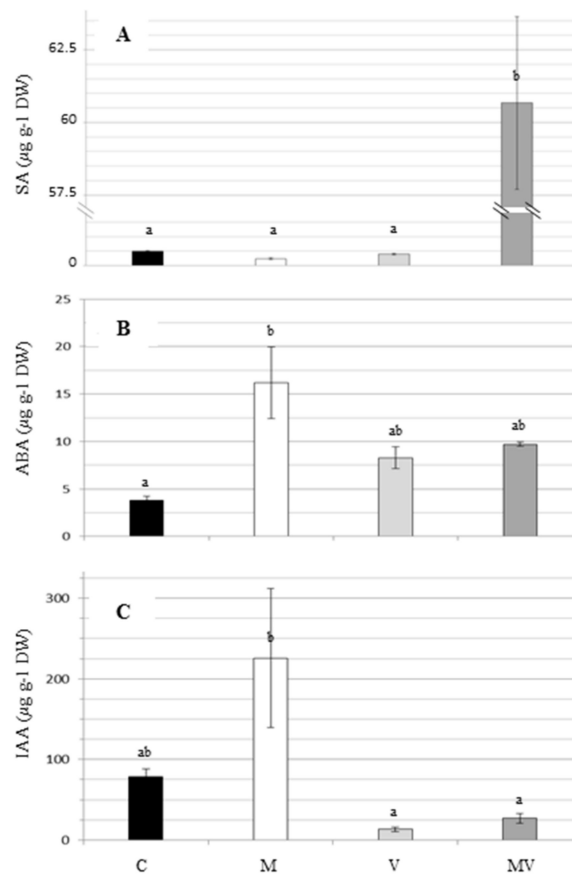 A
SA (µg g-1 DW)
62.5
60
57.5
0
a
a
a
b
B
ABA (µg g-1 DW)
25
20
15
10
5
0
a
b
ab
ab
C
IAA (µg g-1 DW)
300
200
100
0
ab
b
a
a
C M V MV